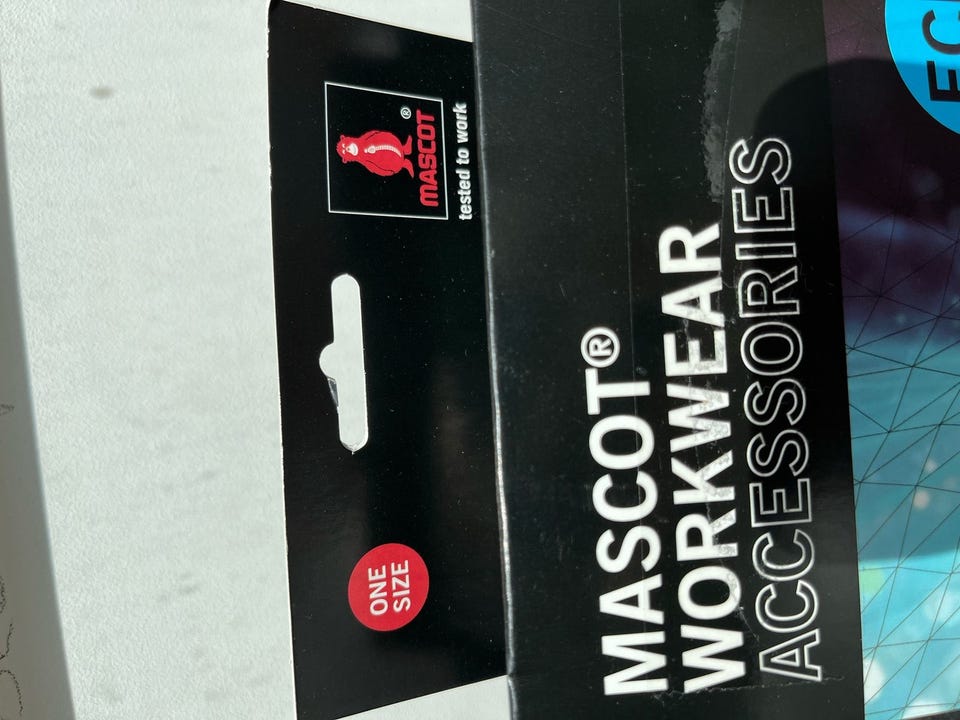 ONE
SIZE
MASCOT®
tested to work
MASCOT®
WORKWEAR
ACCESSORIES